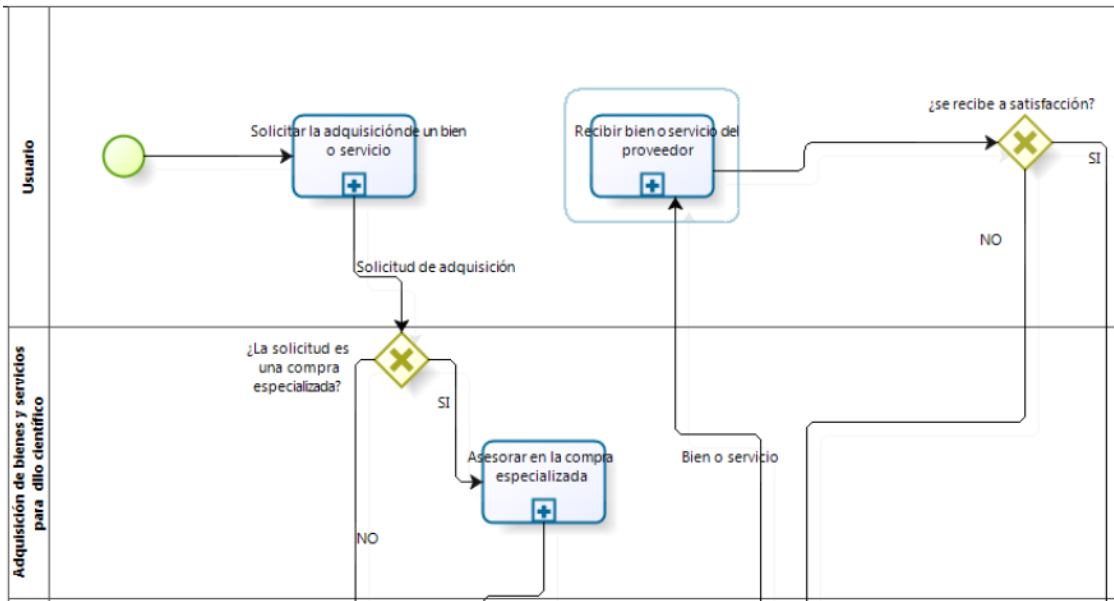 Usuario
Solicitar la adquisición de un bien
o servicio
Recibir bien o servicio del
proveedor
¿se recibe a satisfacción?
SI
NO
Solicitud de adquisición
Adquisición de bienes y servicios
para dllo científico
¿La solicitud es
una compra
especializada?
SI
NO
Asesorar en la compra
especializada
Bien o servicio